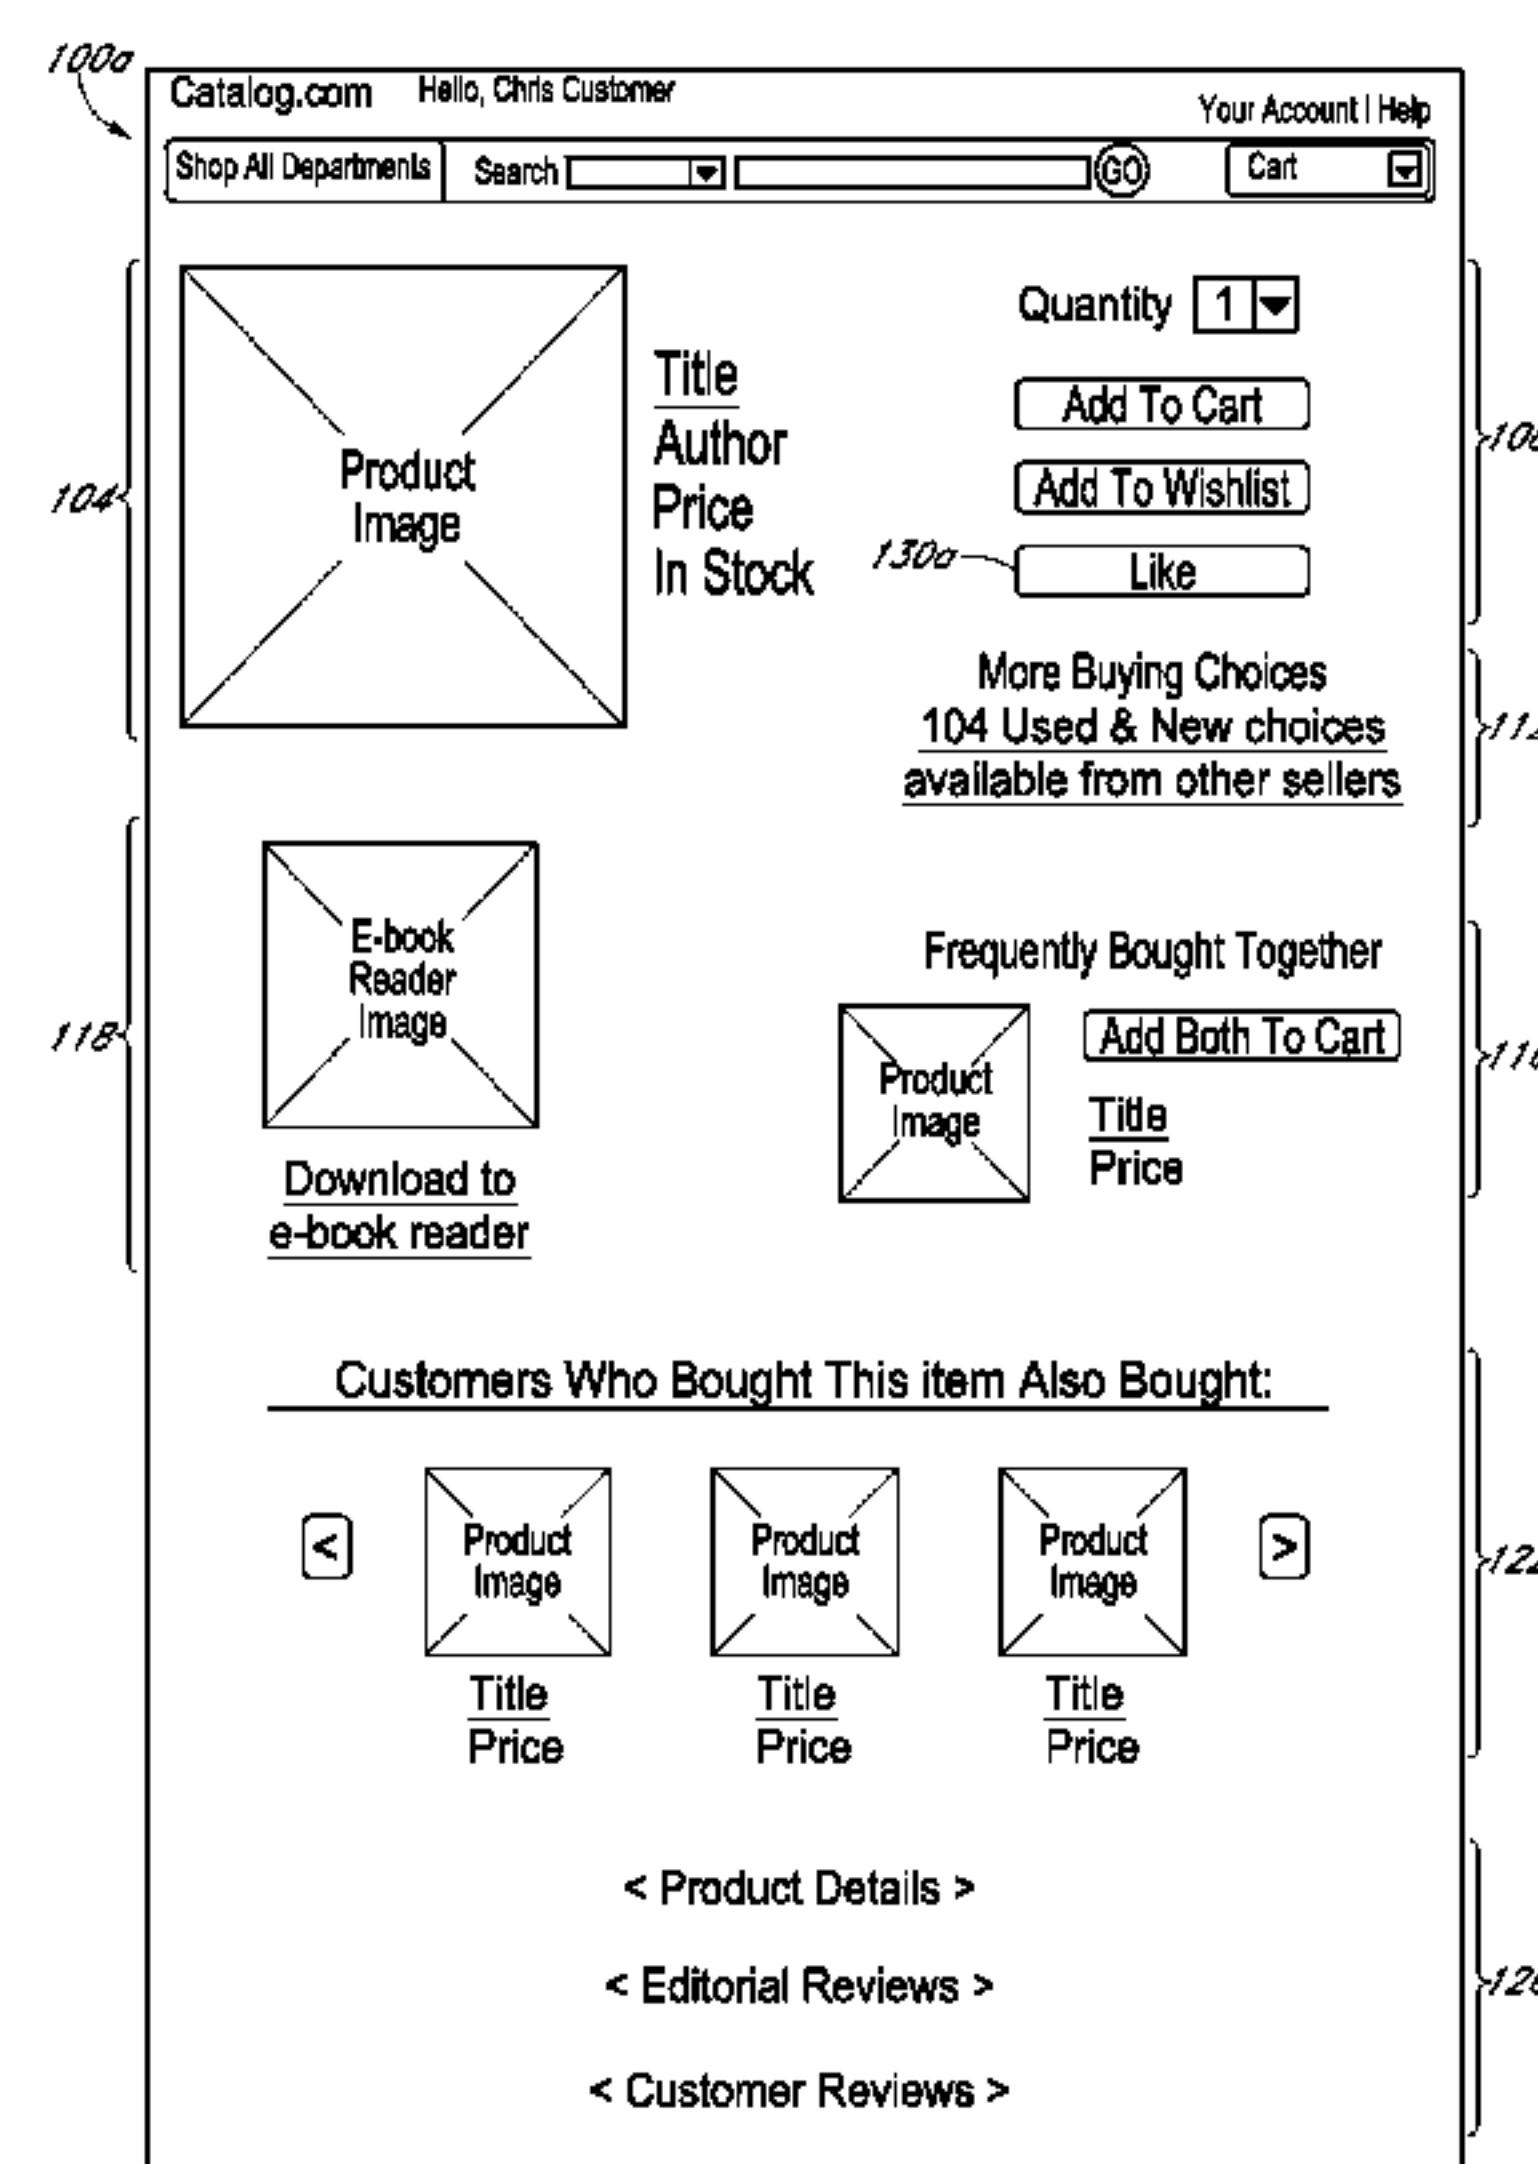 100a
Catalog.com
Hello, Chris Customer
Your Account | Help
Shop All Departments
Search
GO
Cart
104
Product
Image
Title
Author
Price
In Stock
Quantity 1
Add To Cart
Add To Wishlist
130a
Like
More Buying Choices
104 Used & New choices
available from other sellers
118
E-book
Reader
Image
Download to
e-book reader
Frequently Bought Together
Product
Image
Add Both To Cart
Title
Price
Customers Who Bought This item Also Bought:
<
Product
Image
Title
Price
Product
Image
Title
Price
Product
Image
Title
Price
>
< Product Details >
< Editorial Reviews >
< Customer Reviews >